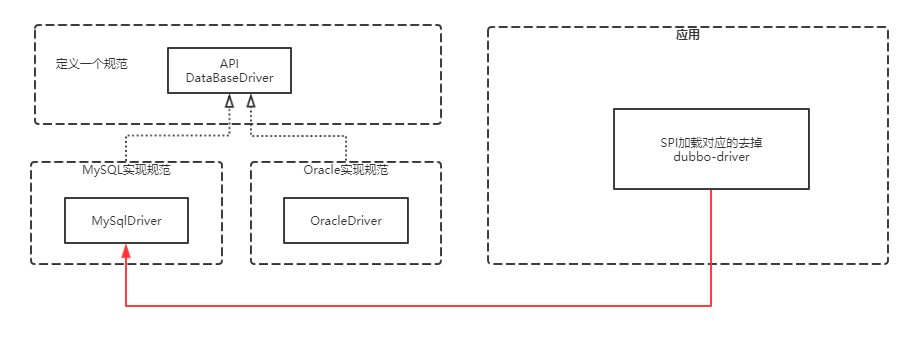 定义一个规范
API
DataBaseDriver
MySQL实现规范
MySqlDriver
Oracle实现规范
OracleDriver
应用
SPI加载对应的去掉
dubbo-driver